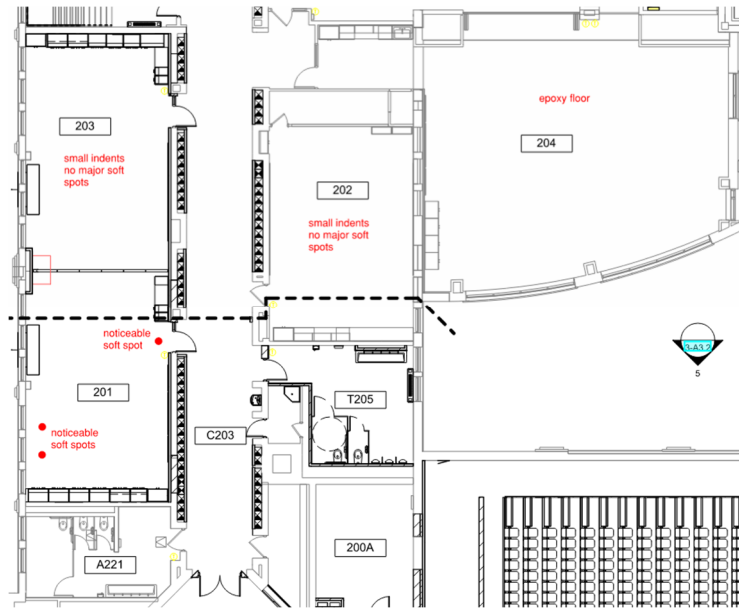 epoxy floor
203
204
small indents
no major soft
spots
202
small indents
no major soft
spots
noticeable
soft spot
3-A3.2
5
201
T205
noticeable
soft spots
C203
200A
A221